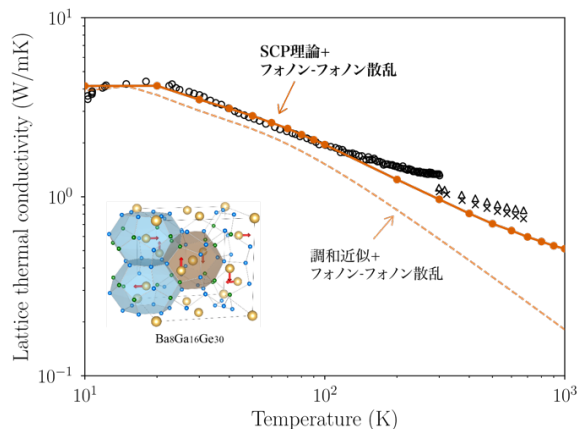 10¹
10⁰
10⁻¹
10¹
10²
10³
Lattice thermal conductivity (W/mK)
Temperature (K)
SCP理論+
フォノン-フォノン散乱
調和近似+
フォノン-フォノン散乱
Ba8Ga16Ge30